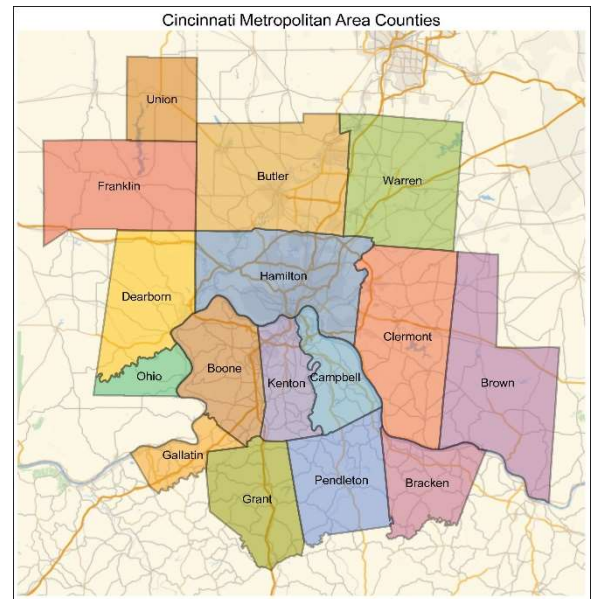 Cincinnati Metropolitan Area Counties
Union
Franklin
Butler
Warren
Hamilton
Dearborn
Clermont
Ohio
Boone
Kenton
Campbell
Brown
Gallatin
Grant
Pendleton
Bracken